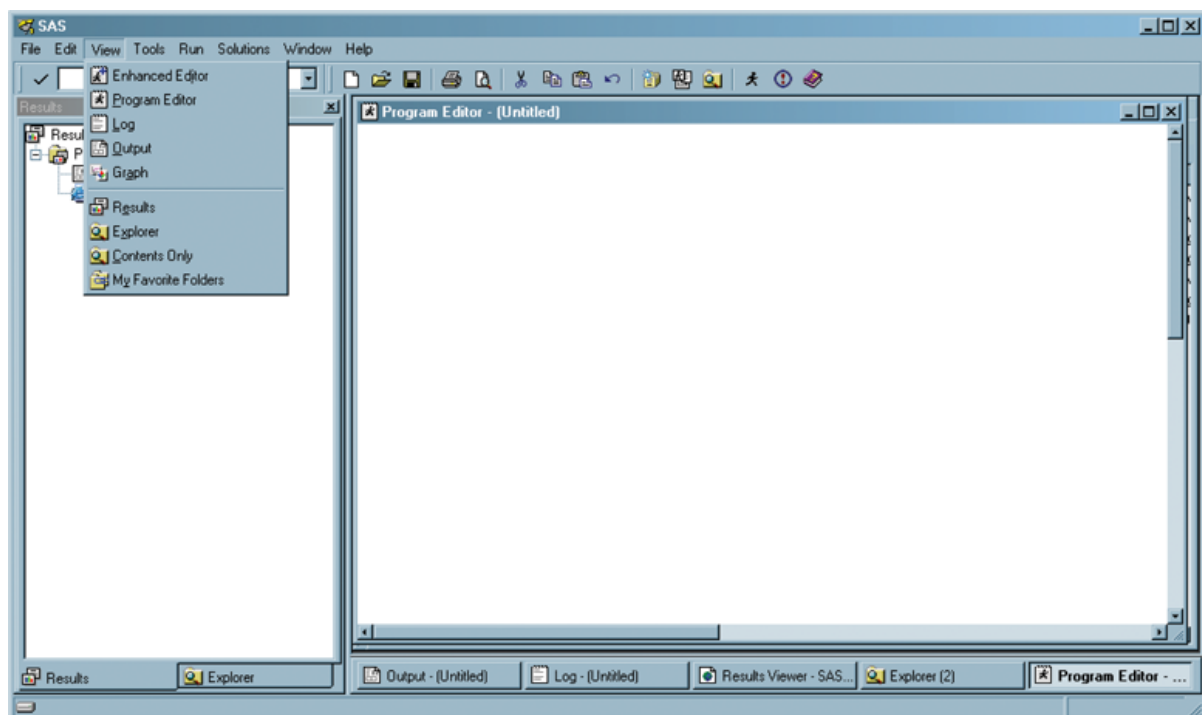 SAS
File Edit View Tools Run Solutions Window Help
Enhanced Editor
Program Editor
Log
Output
Graph
Results
Explorer
Contents Only
My Favorite Folders
Results
Resul
P
Program Editor - (Untitled)
Results
Explorer
Output - (Untitled)
Log - (Untitled)
Results Viewer - SAS...
Explorer (2)
Program Editor - ...